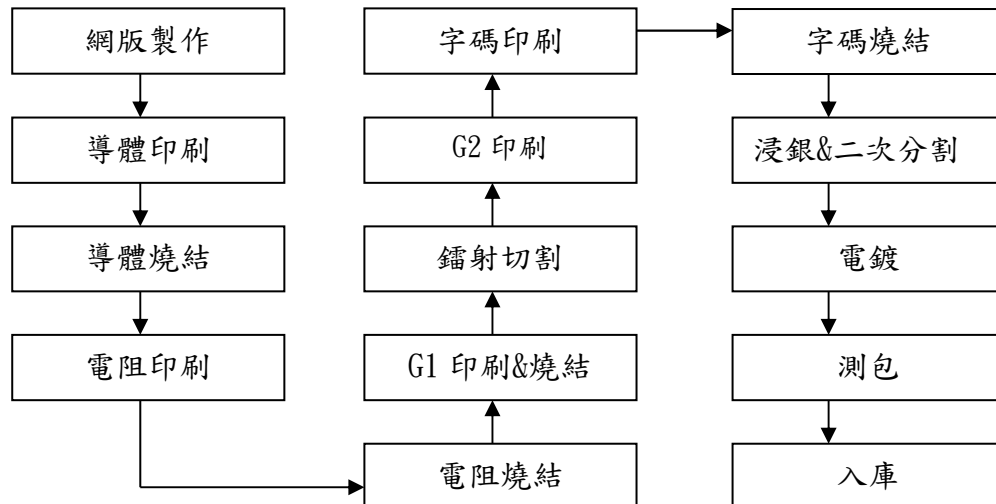 網版製作
導體印刷
導體燒結
電阻印刷
電阻燒結
G1 印刷&燒結
鐳射切割
G2 印刷
字碼印刷
字碼燒結
浸銀&二次分割
電鍍
測包
入庫